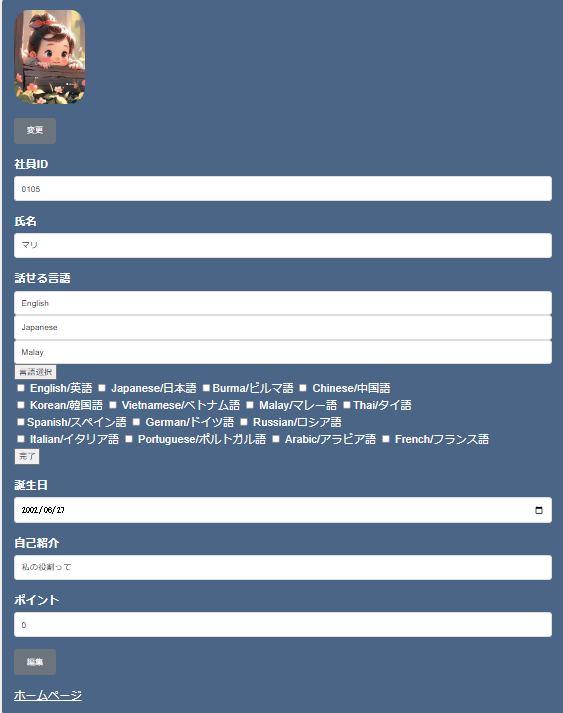 変更
社員ID
0105
氏名
マリ
話せる言語
English
Japanese
Malay
言語選択
English/英語 Japanese/日本語 Burma/ビルマ語 Chinese/中国語
Korean/韓国語 Vietnamese/ベトナム語 Malay/マレー語 Thai/タイ語
Spanish/スペイン語 German/ドイツ語 Russian/ロシア語
Italian/イタリア語 Portuguese/ポルトガル語 Arabic/アラビア語 French/フランス語
完了
誕生日
2002/06/27
自己紹介
私の役割って
ポイント
0
編集
ホームページ